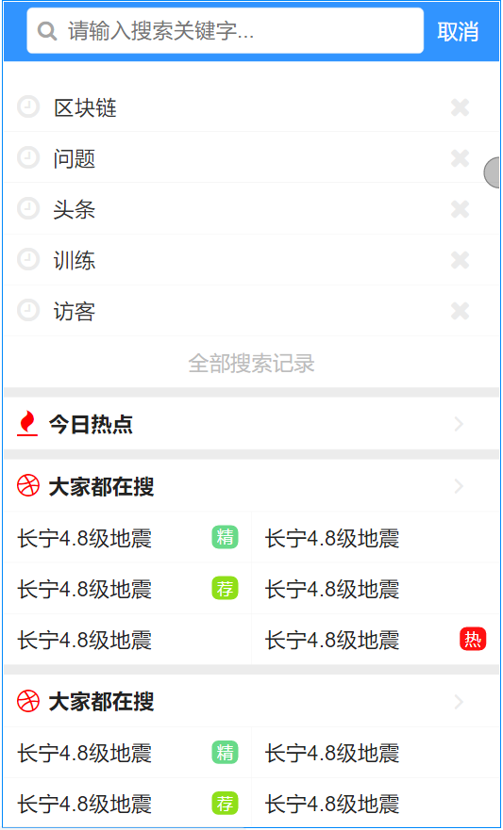 请输入搜索关键字... 取消
区块链
问题
头条
训练
访客
全部搜索记录
今日热点
大家都在搜
长宁4.8级地震 精 长宁4.8级地震
长宁4.8级地震 荐 长宁4.8级地震
长宁4.8级地震 长宁4.8级地震 热
大家都在搜
长宁4.8级地震 精 长宁4.8级地震
长宁4.8级地震 荐 长宁4.8级地震